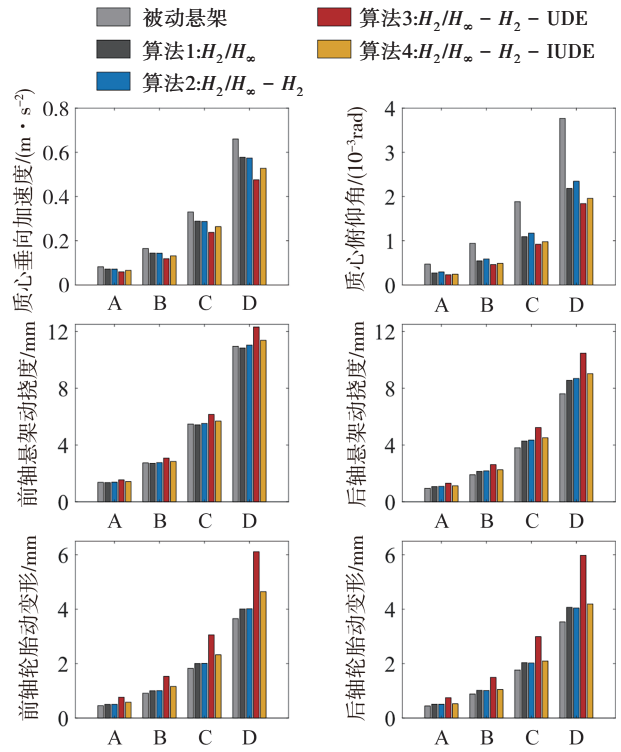 被动悬架
算法1:H₂/H∞
算法2:H₂/H∞ − H₂
算法3:H₂/H∞ − H₂ − UDE
算法4:H₂/H∞ − H₂ − IUDE
质心垂向加速度/(m·s⁻²)
0.8
0.6
0.4
0.2
0
A B C D
质心俯仰角/(10⁻³rad)
4
3
2
1
0
A B C D
前轴悬架动挠度/mm
12
8
4
0
A B C D
后轴悬架动挠度/mm
12
8
4
0
A B C D
前轴轮胎动变形/mm
6
4
2
0
A B C D
后轴轮胎动变形/mm
6
4
2
0
A B C D